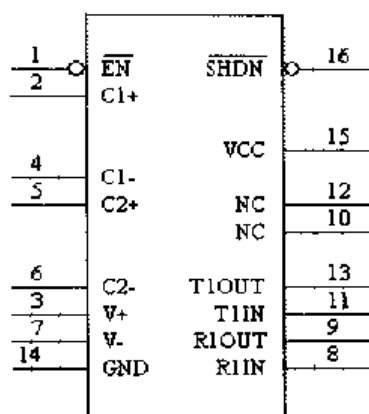 1 EN SHDN 16
2 C1+
VCC 15
4 C1-
5 C2+ NC 12
NC 10
6 C2- T1OUT 13
3 V+ T1IN 11
7 V- R1OUT 9
14 GND R1IN 8